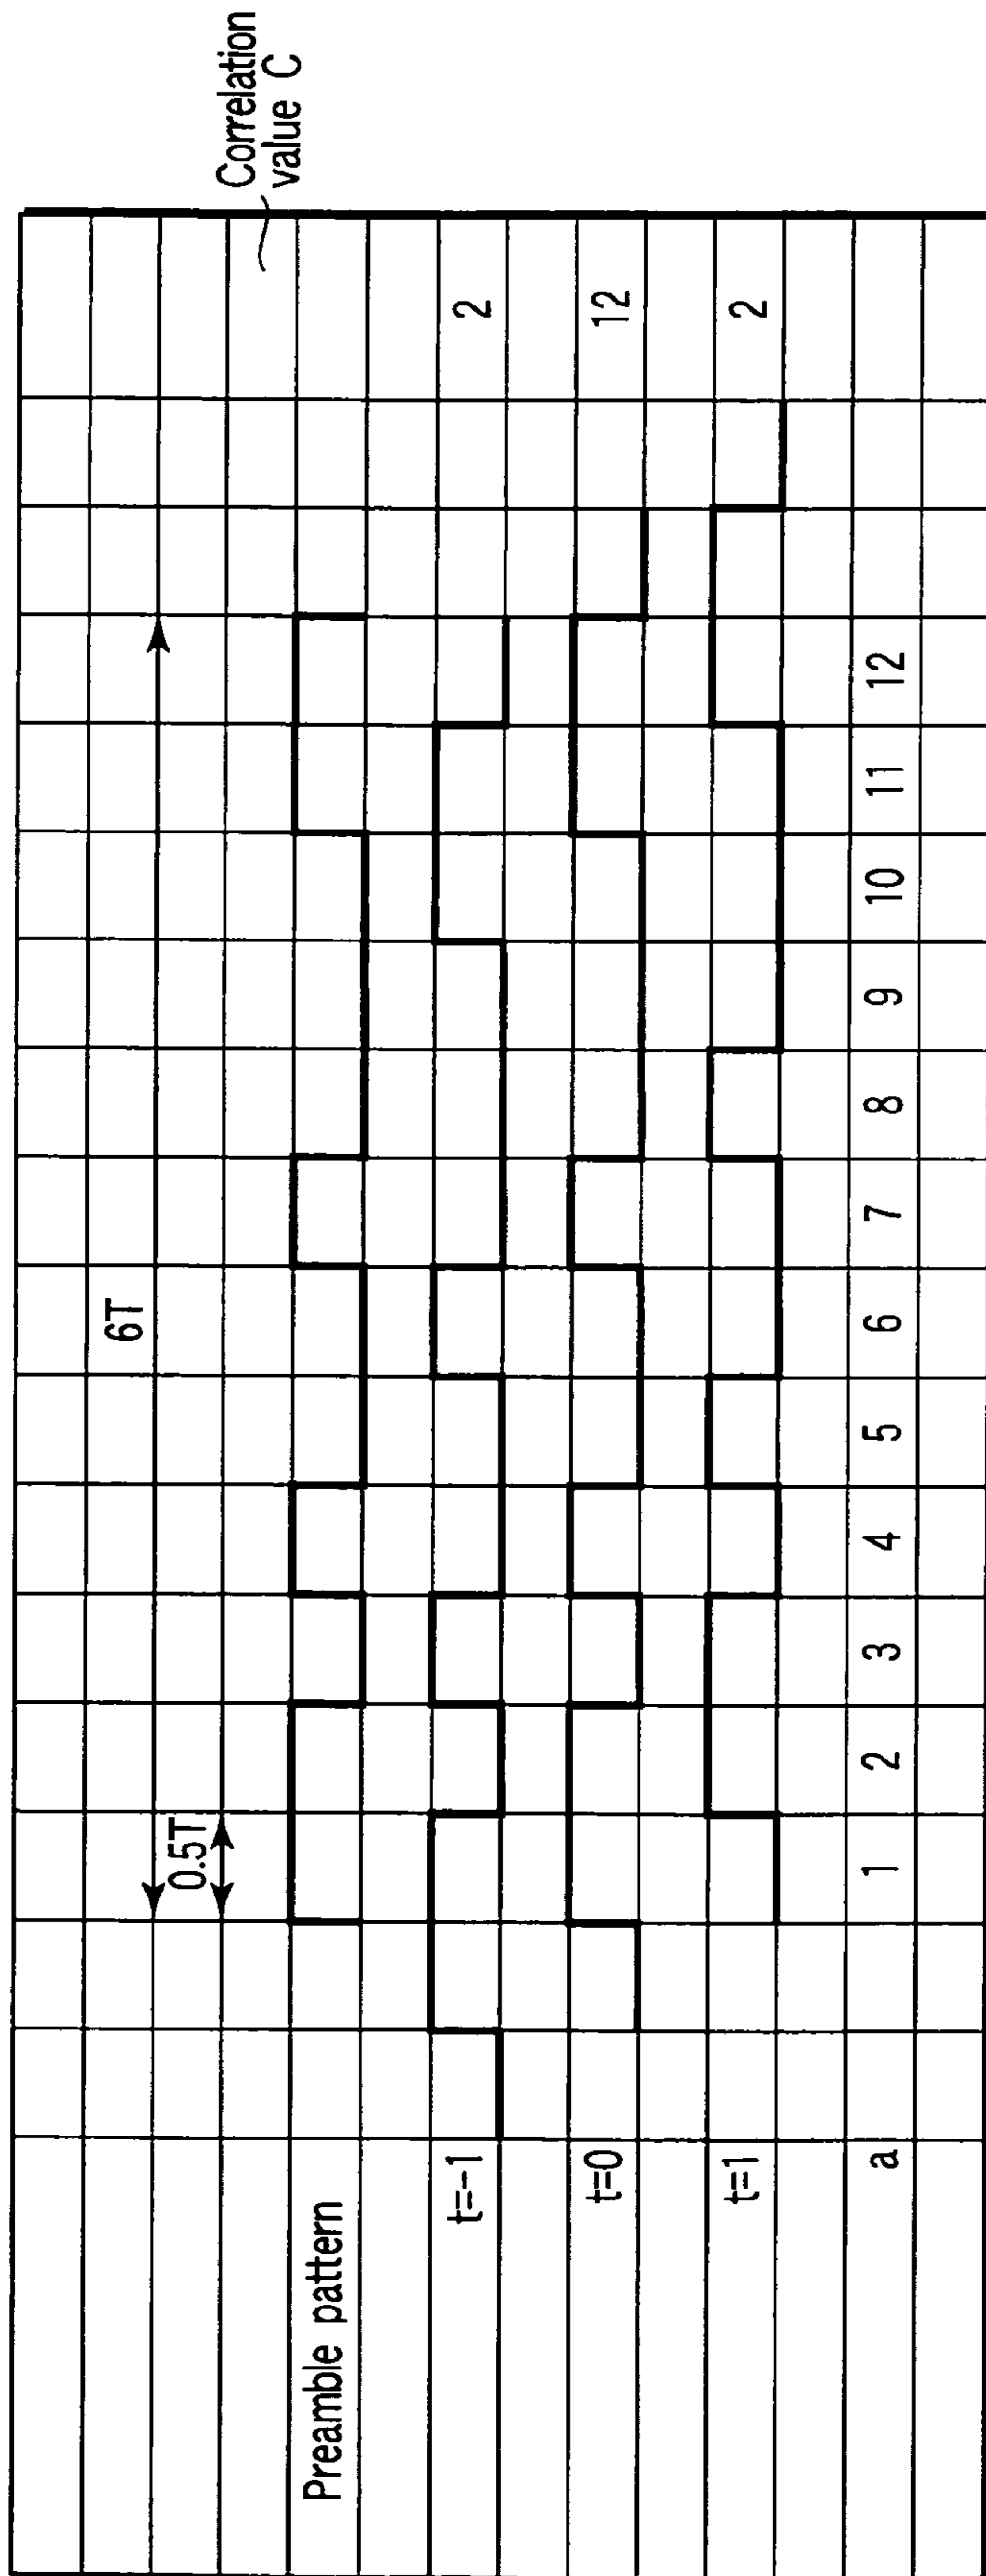 Correlation
value C
6T
0.5T
Preamble pattern
t=-1 2
t=0 12
t=1 2
a 1 2 3 4 5 6 7 8 9 10 11 12